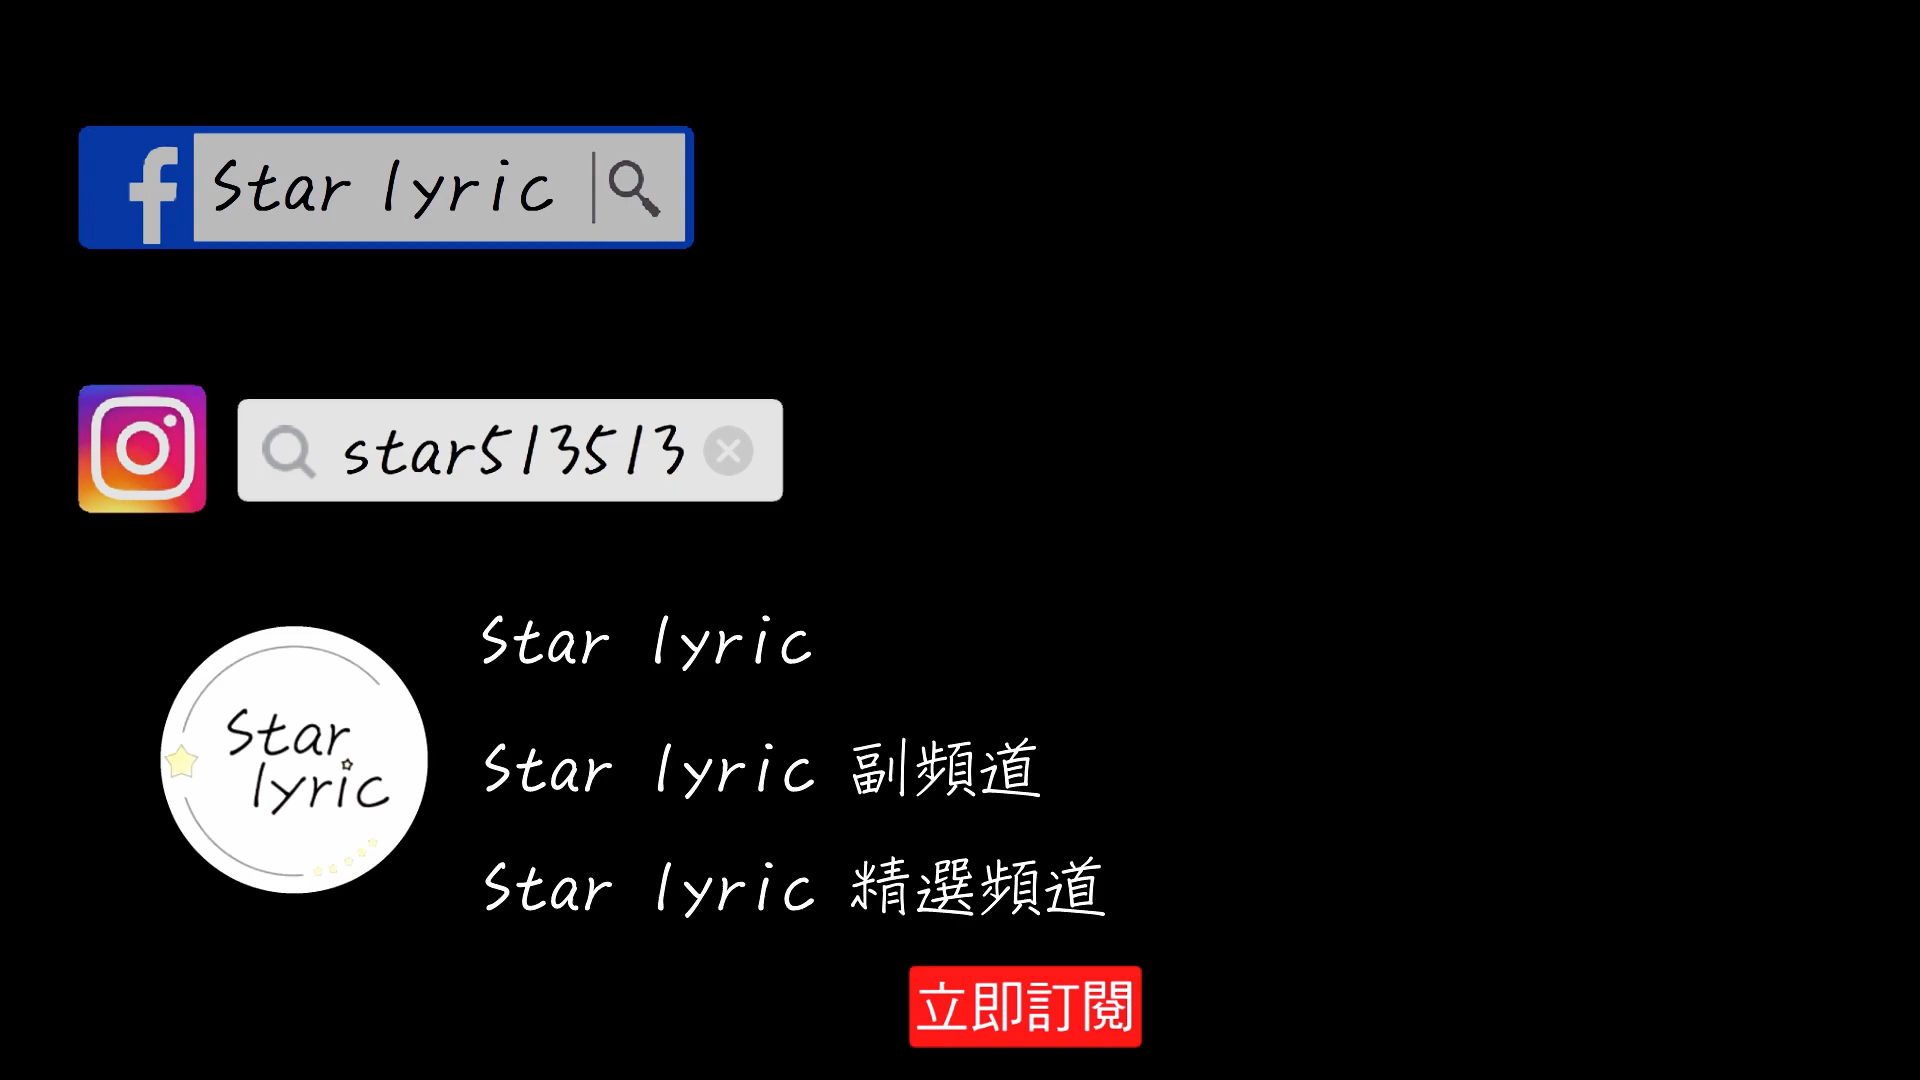 Star lyric
star513513
Star lyric
Star
lyric
Star lyric 副頻道
Star lyric 精選頻道
立即訂閱